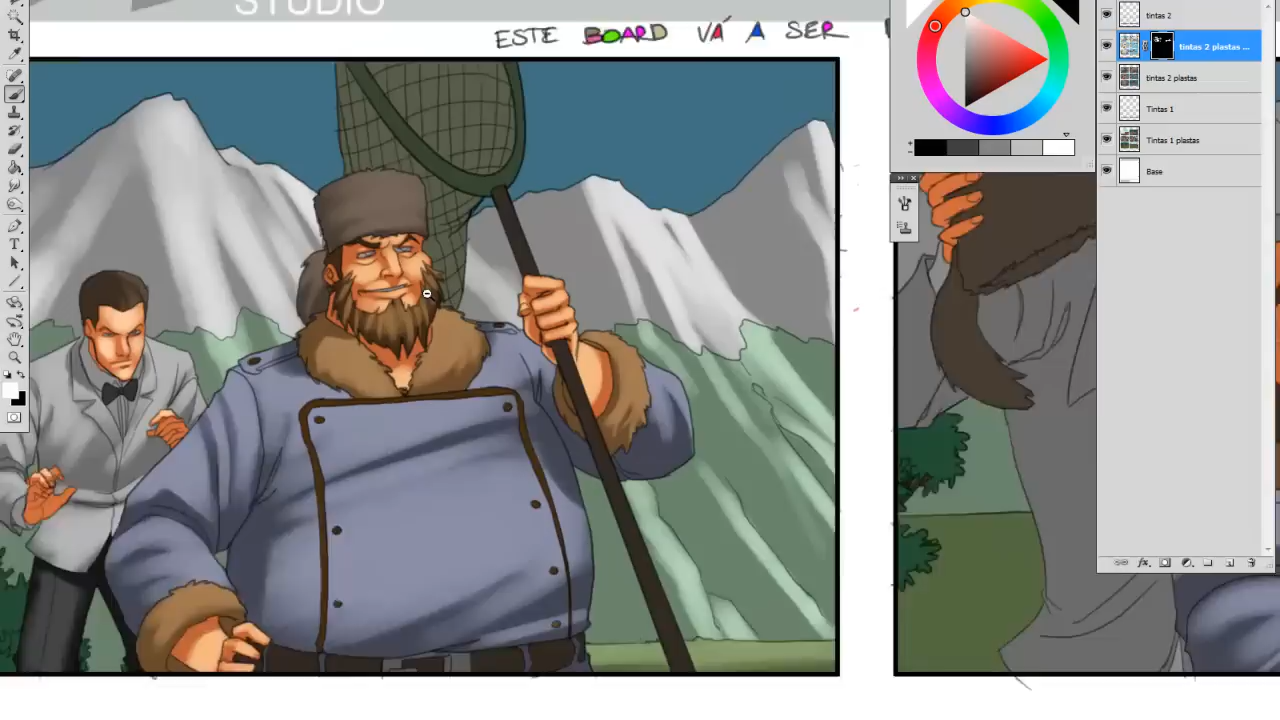 STUDIO
ESTE BOARD VÁ A SER
tintas 2
tintas 2 plastas ...
tintas 2 plastas
Tintas 1
Tintas 1 plastas
Base